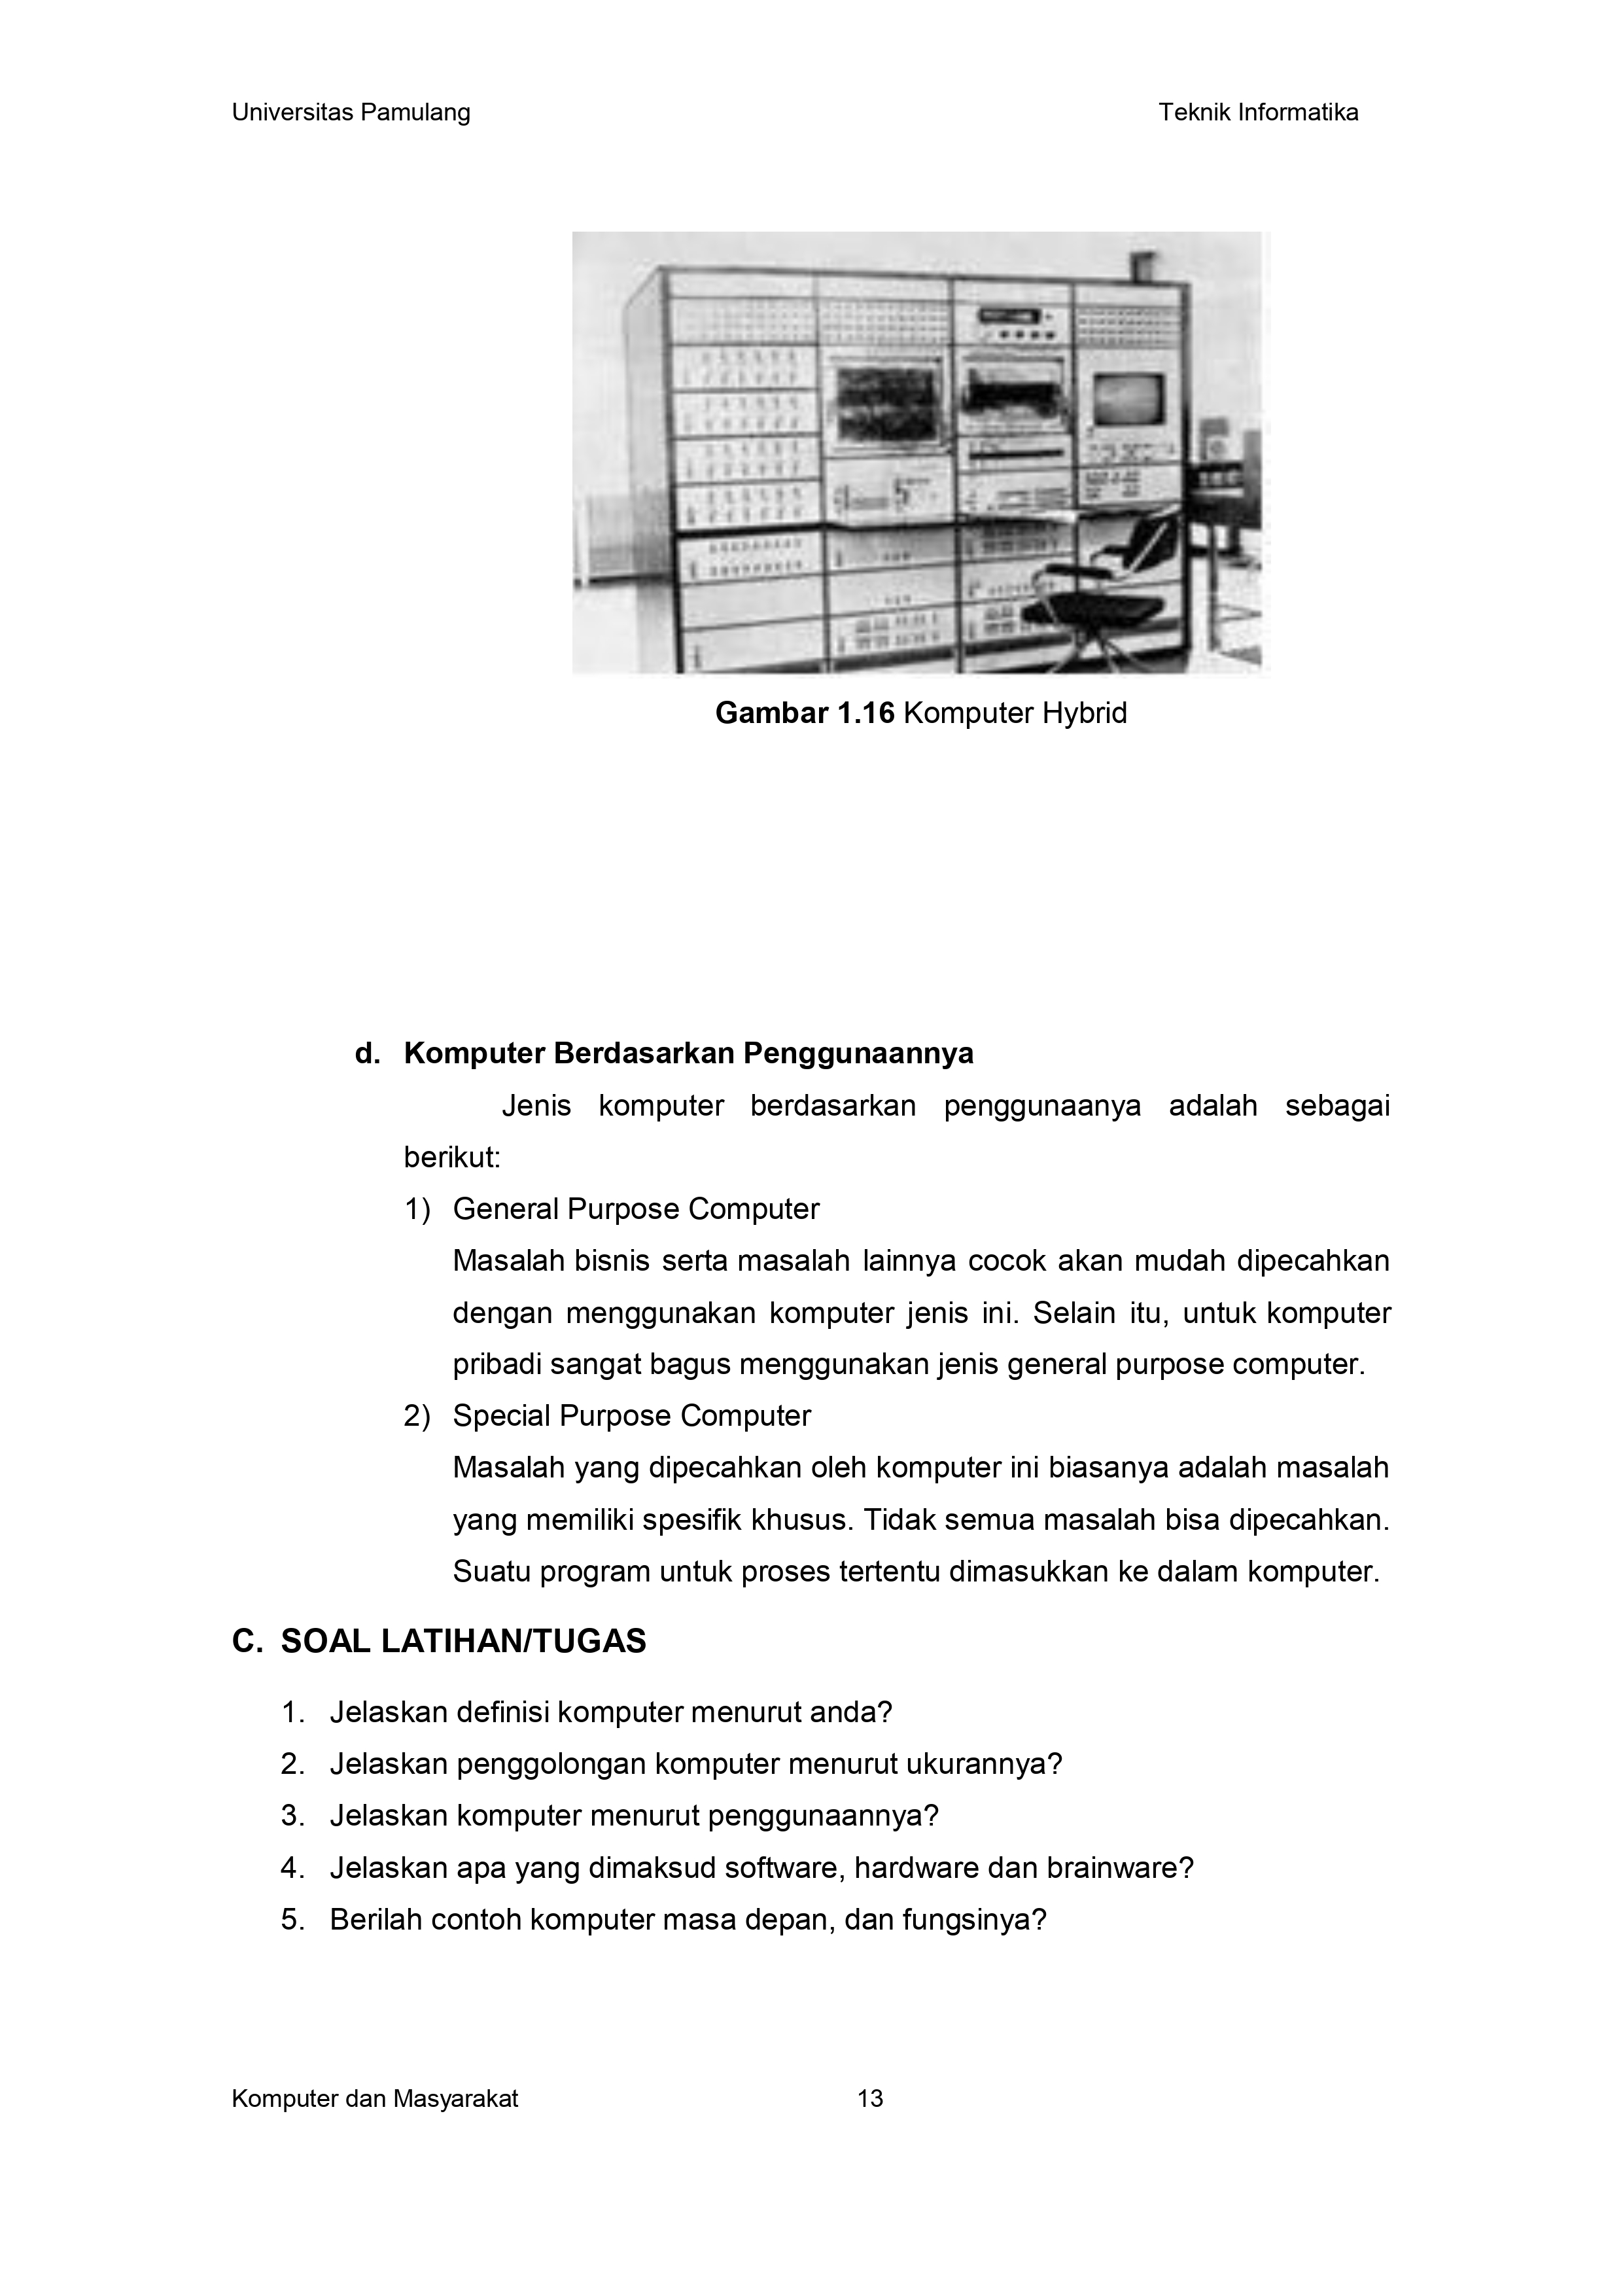 Universitas Pamulang Teknik Informatika
Gambar 1.16 Komputer Hybrid
d. Komputer Berdasarkan Penggunaannya
Jenis komputer berdasarkan penggunaanya adalah sebagai
berikut:
1) General Purpose Computer
Masalah bisnis serta masalah lainnya cocok akan mudah dipecahkan
dengan menggunakan komputer jenis ini. Selain itu, untuk komputer
pribadi sangat bagus menggunakan jenis general purpose computer.
2) Special Purpose Computer
Masalah yang dipecahkan oleh komputer ini biasanya adalah masalah
yang memiliki spesifik khusus. Tidak semua masalah bisa dipecahkan.
Suatu program untuk proses tertentu dimasukkan ke dalam komputer.
C. SOAL LATIHAN/TUGAS
1. Jelaskan definisi komputer menurut anda?
2. Jelaskan penggolongan komputer menurut ukurannya?
3. Jelaskan komputer menurut penggunaannya?
4. Jelaskan apa yang dimaksud software, hardware dan brainware?
5. Berilah contoh komputer masa depan, dan fungsinya?
Komputer dan Masyarakat 13